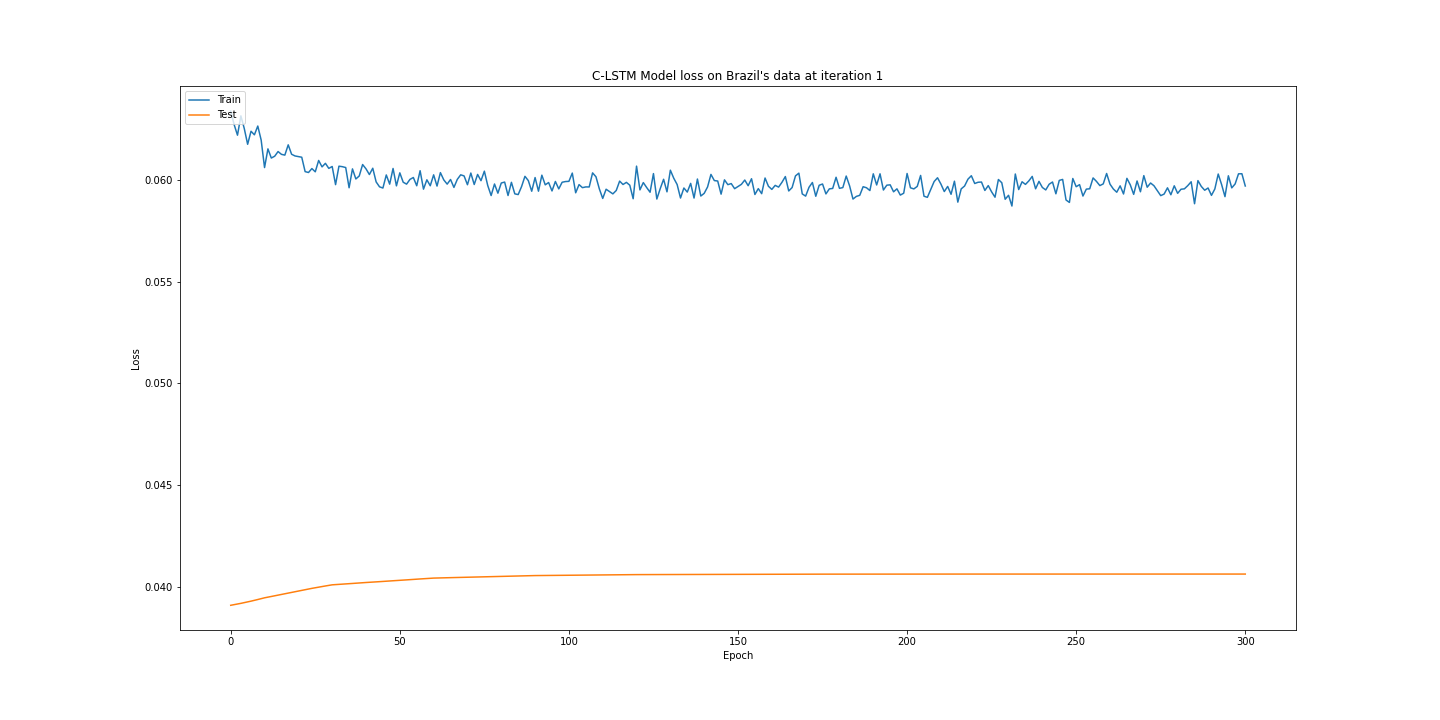 C-LSTM Model loss on Brazil's data at iteration 1
Train
Test
0.060
0.055
0.050
0.045
0.040
Loss
0 50 100 150 200 250 300
Epoch